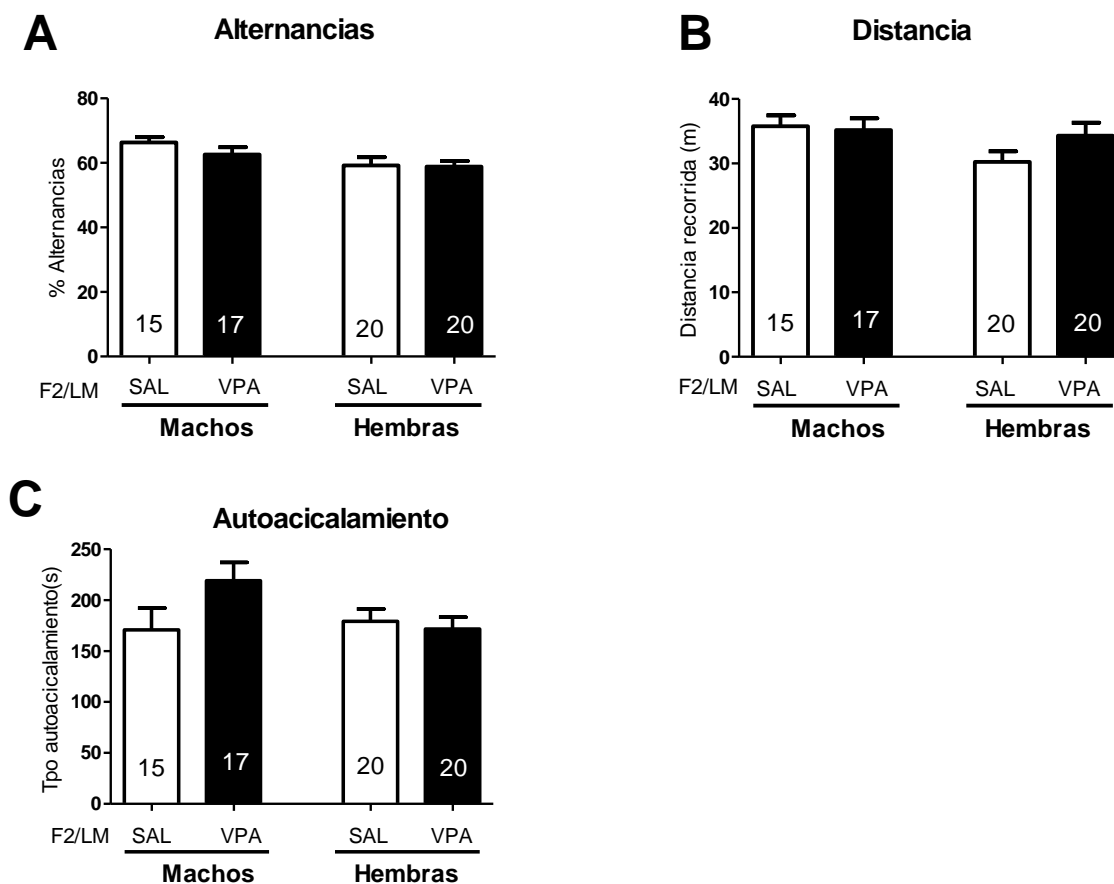 A
Alternancias
% Alternancias
80
60
40
20
0
15
17
20
20
F2/LM SAL VPA SAL VPA
Machos Hembras
B
Distancia
Distancia recorrida (m)
40
30
20
10
0
15
17
20
20
F2/LM SAL VPA SAL VPA
Machos Hembras
C
Autoacicalamiento
Tpo autoacicalamiento(s)
250
200
150
100
50
0
15
17
20
20
F2/LM SAL VPA SAL VPA
Machos Hembras